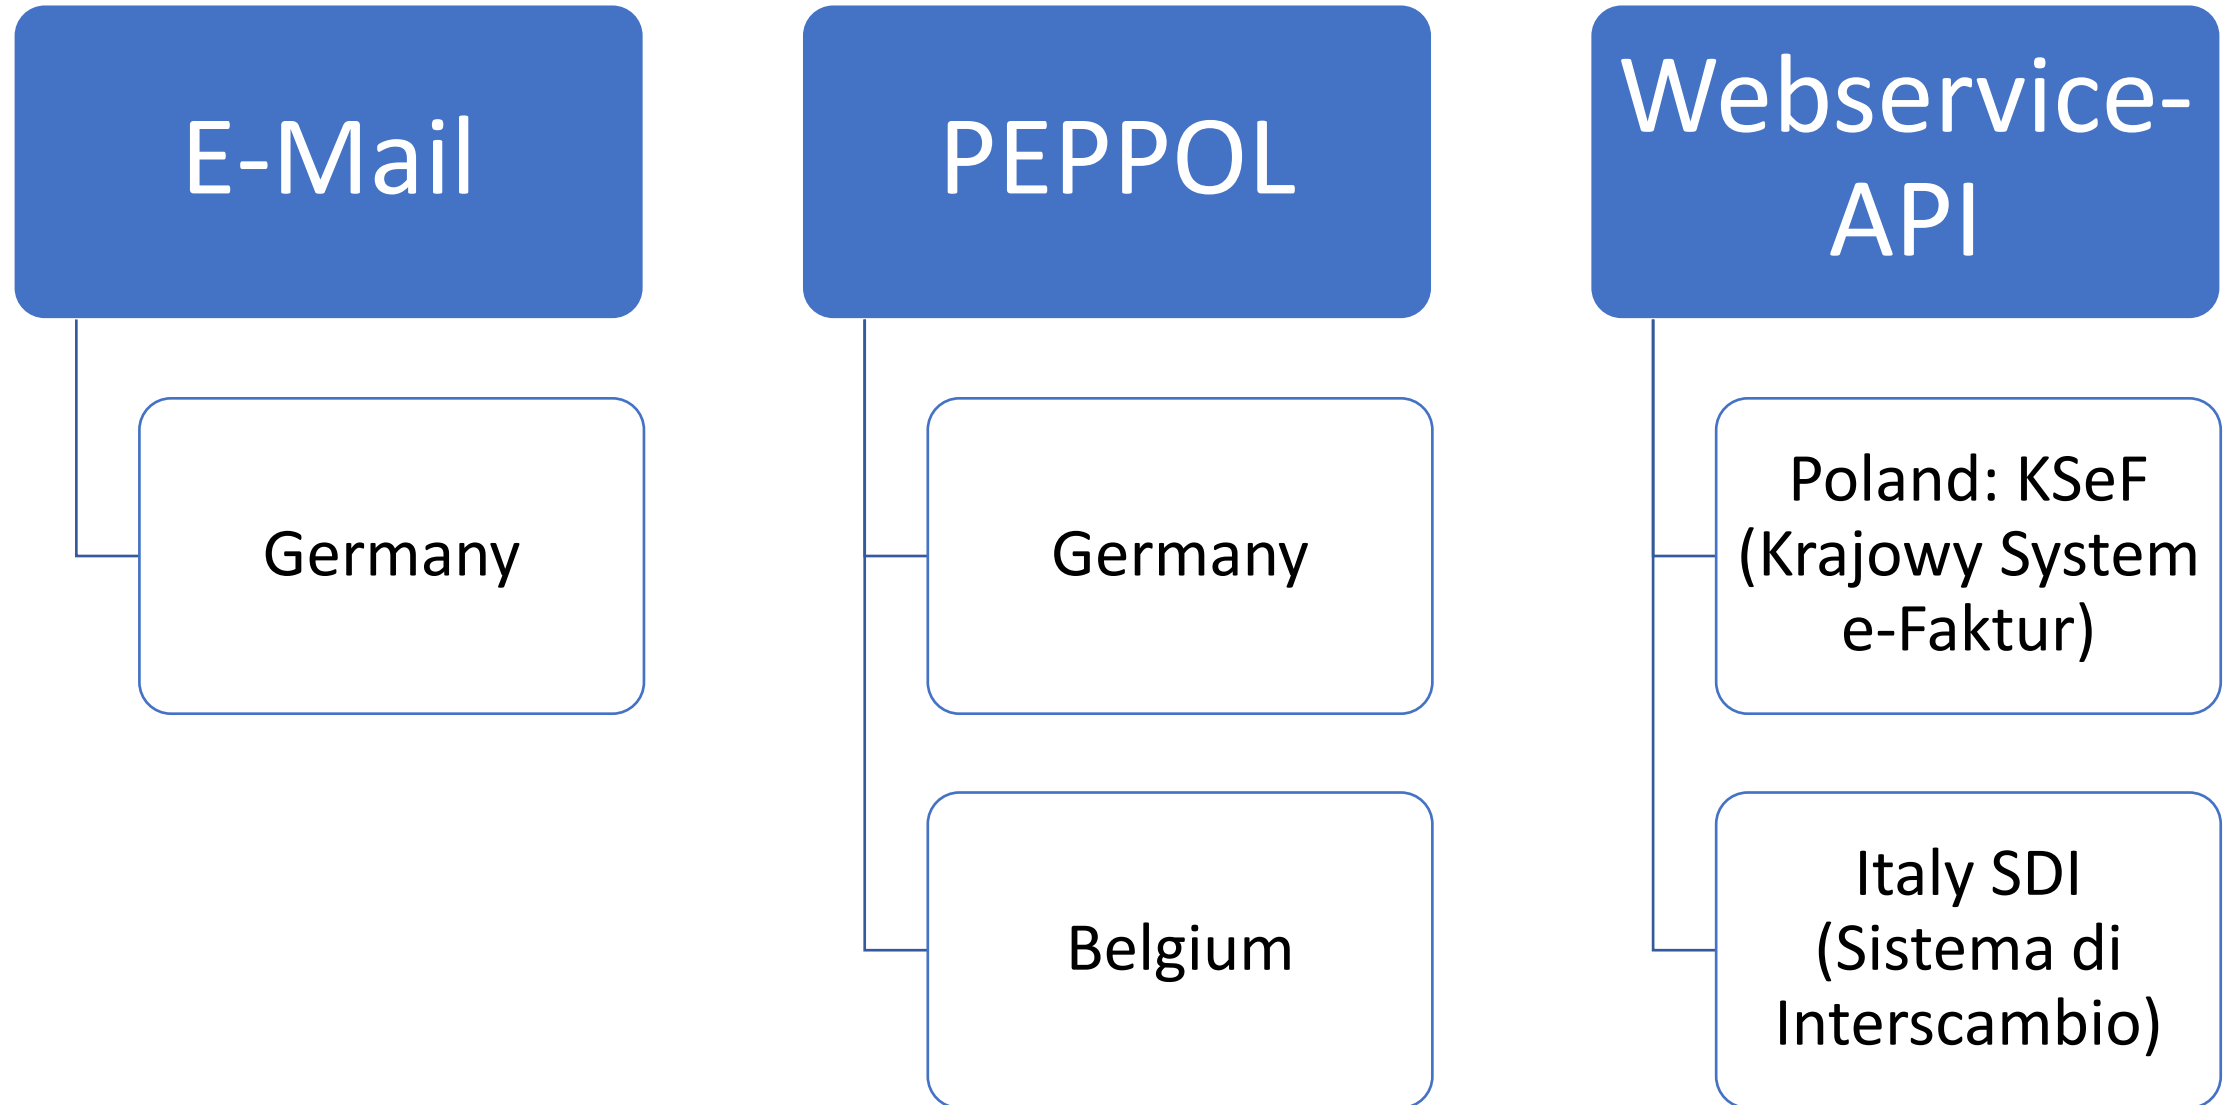 E-Mail
Germany
PEPPOL
Germany
Belgium
Webservice-
API
Poland: KSeF
(Krajowy System
e-Faktur)
Italy SDI
(Sistema di
Interscambio)